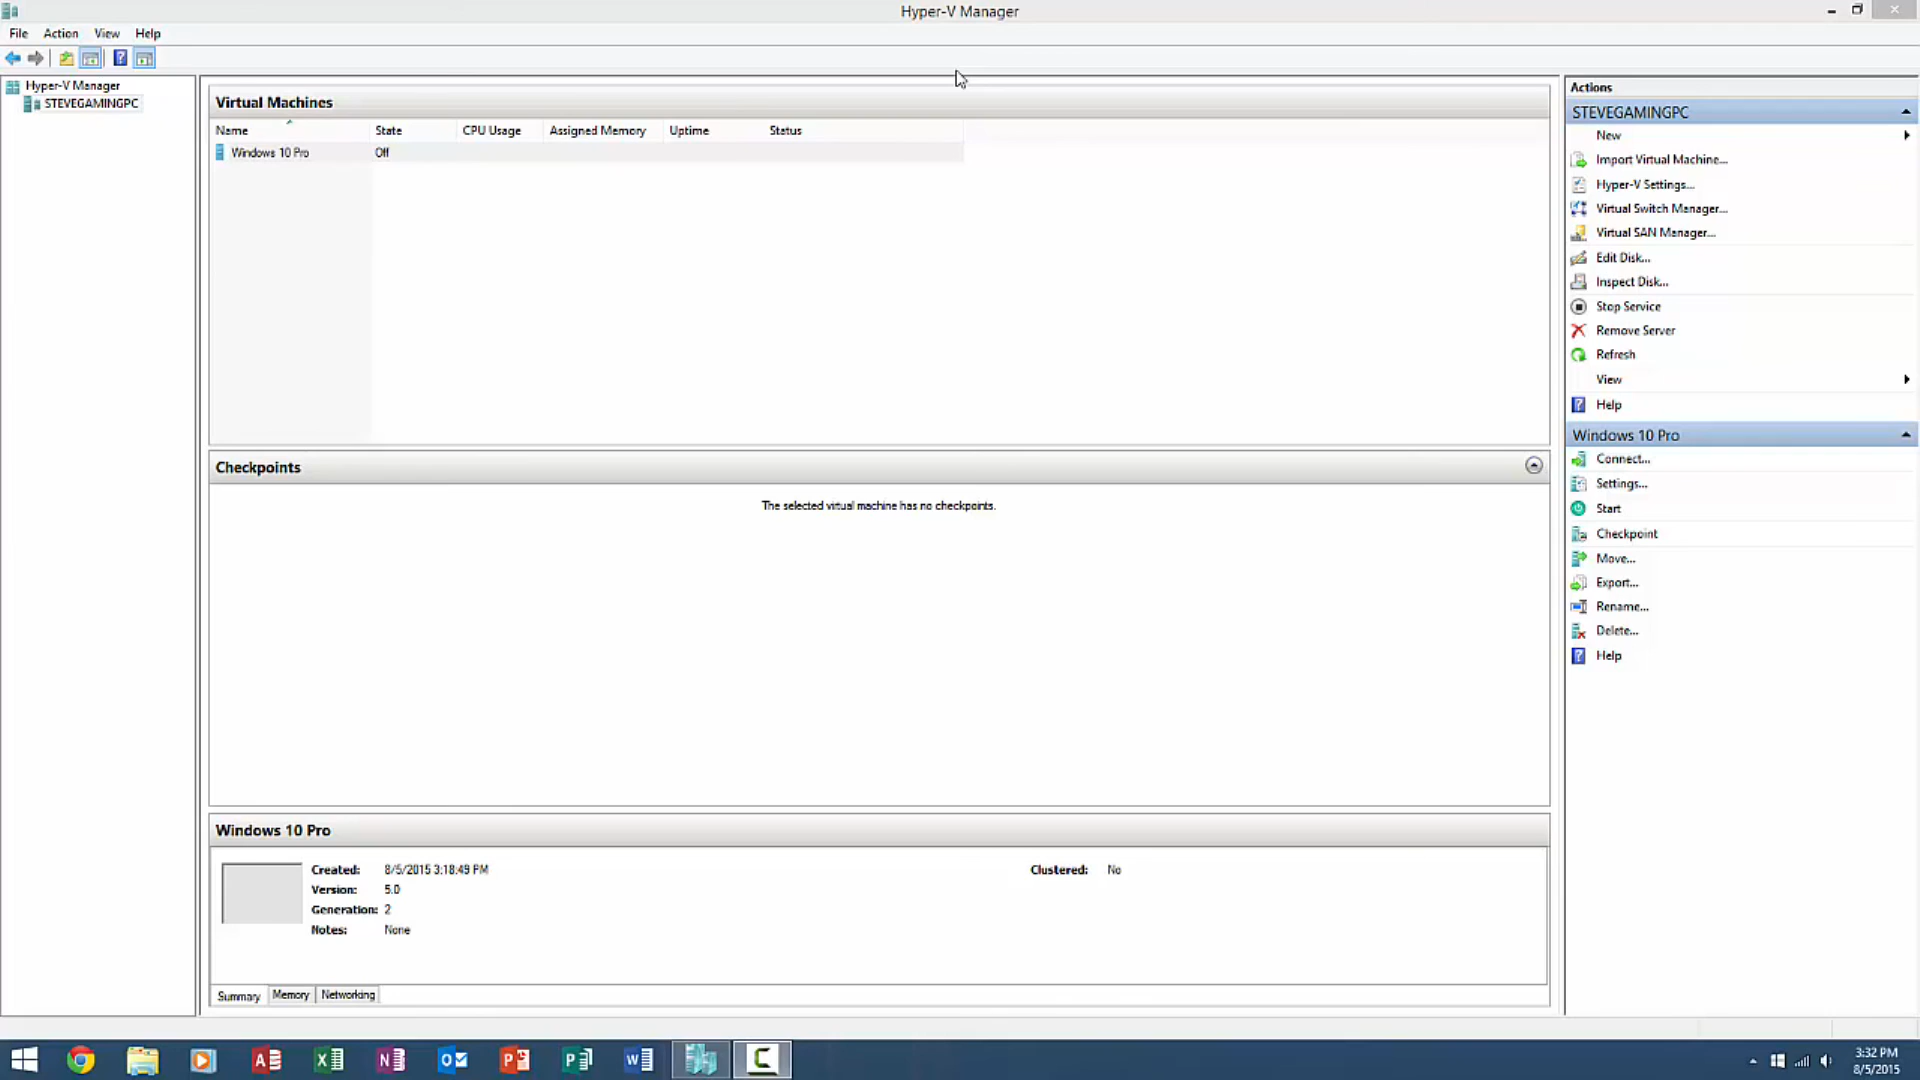 Hyper-V Manager
File Action View Help
Hyper-V Manager
STEVEGAMINGPC
Virtual Machines
Name State CPU Usage Assigned Memory Uptime Status
Windows 10 Pro Off
Checkpoints
The selected virtual machine has no checkpoints.
Windows 10 Pro
Created: 8/5/2015 3:18:49 PM Clustered: No
Version: 5.0
Generation: 2
Notes: None
Summary Memory Networking
Actions
STEVEGAMINGPC
New
Import Virtual Machine...
Hyper-V Settings...
Virtual Switch Manager...
Virtual SAN Manager...
Edit Disk...
Inspect Disk...
Stop Service
Remove Server
Refresh
View
Help
Windows 10 Pro
Connect...
Settings...
Start
Checkpoint
Move...
Export...
Rename...
Delete...
Help
3:32 PM
8/5/2015